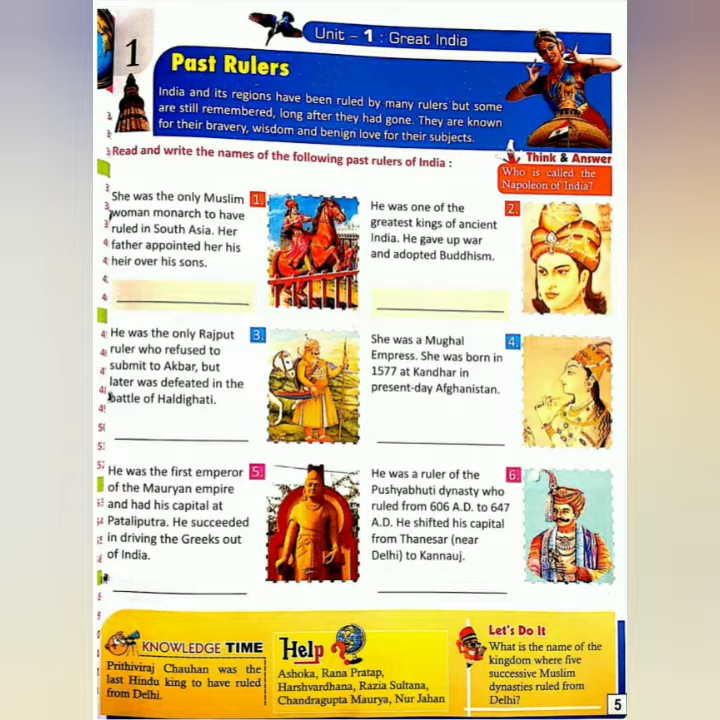 Unit – 1 : Great India
1
Past Rulers
India and its regions have been ruled by many rulers but some
are still remembered, long after they had gone. They are known
for their bravery, wisdom and benign love for their subjects.
Read and write the names of the following past rulers of India :
Think & Answer
Who is called the
Napoleon of India?
She was the only Muslim
woman monarch to have
ruled in South Asia. Her
father appointed her his
heir over his sons.
1.
He was one of the
greatest kings of ancient
India. He gave up war
and adopted Buddhism.
2.
He was the only Rajput
ruler who refused to
submit to Akbar, but
later was defeated in the
battle of Haldighati.
3.
She was a Mughal
Empress. She was born in
1577 at Kandhar in
present-day Afghanistan.
4.
He was the first emperor
of the Mauryan empire
and had his capital at
Pataliputra. He succeeded
in driving the Greeks out
of India.
5.
He was a ruler of the
Pushyabhuti dynasty who
ruled from 606 A.D. to 647
A.D. He shifted his capital
from Thanesar (near
Delhi) to Kannauj.
6.
KNOWLEDGE TIME
Prithiviraj Chauhan was the
last Hindu king to have ruled
from Delhi.
Help
Ashoka, Rana Pratap,
Harshvardhana, Razia Sultana,
Chandragupta Maurya, Nur Jahan
Let's Do It
What is the name of the
kingdom where five
successive Muslim
dynasties ruled from
Delhi?
5